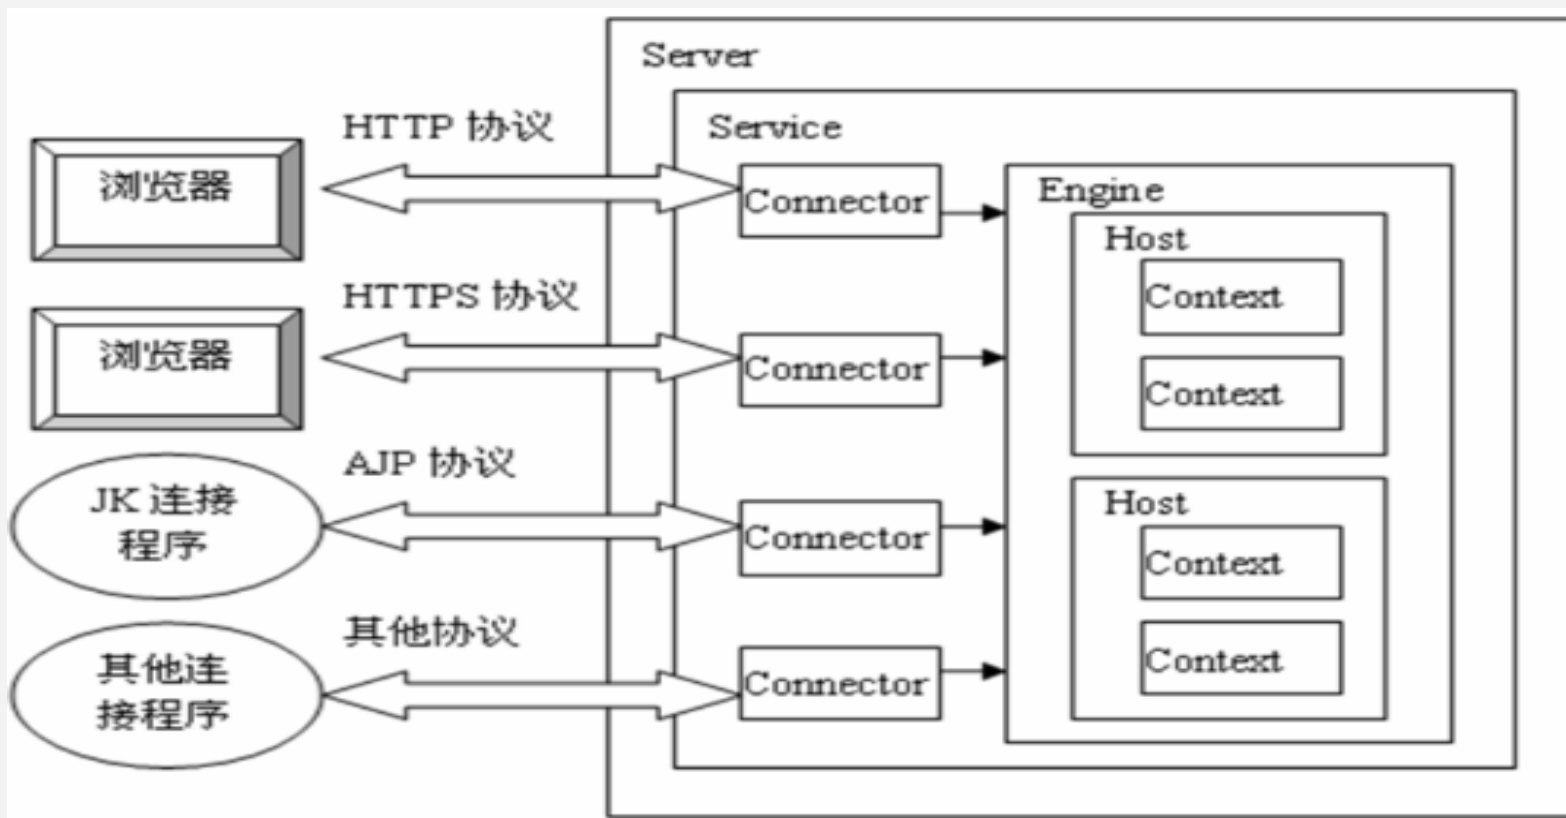 Server
HTTP 协议
Service
浏览器
Connector
Engine
Host
Context
HTTPS 协议
浏览器
Connector
Context
AJP 协议
JK 连接
程序
Connector
Host
Context
其他协议
其他连
接程序
Connector
Context